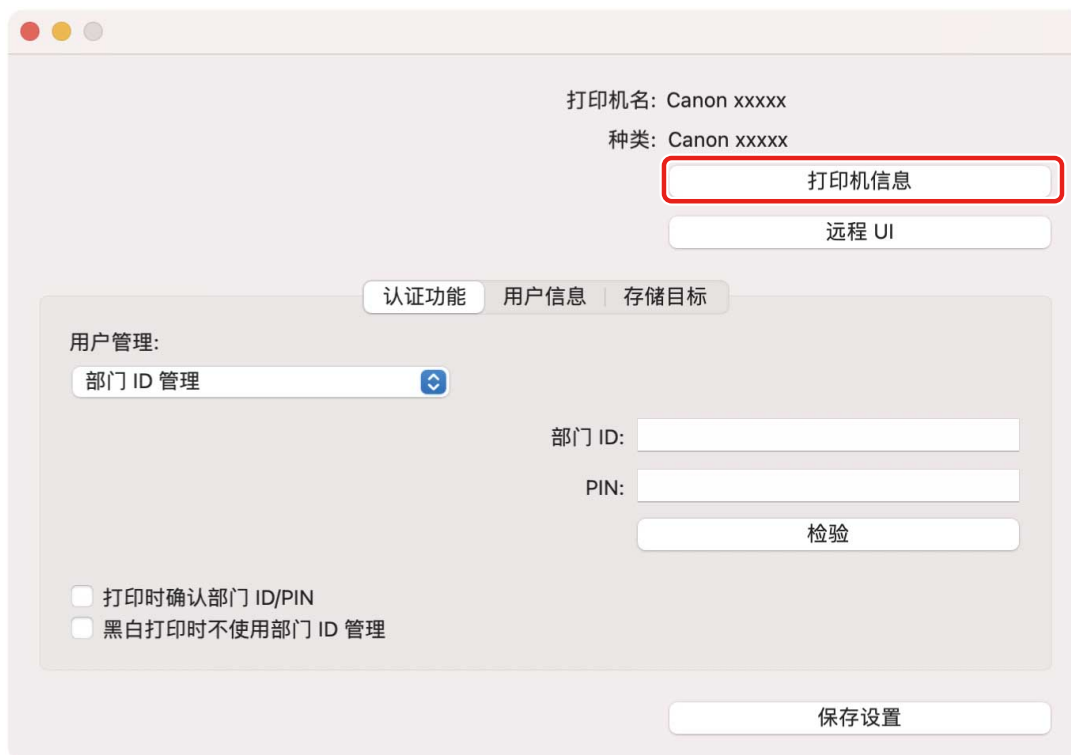 打印机名: Canon xxxxx
种类: Canon xxxxx
打印机信息
远程 UI
认证功能 用户信息 存储目标
用户管理:
部门 ID 管理
部门 ID:
PIN:
检验
打印时确认部门 ID/PIN
黑白打印时不使用部门 ID 管理
保存设置